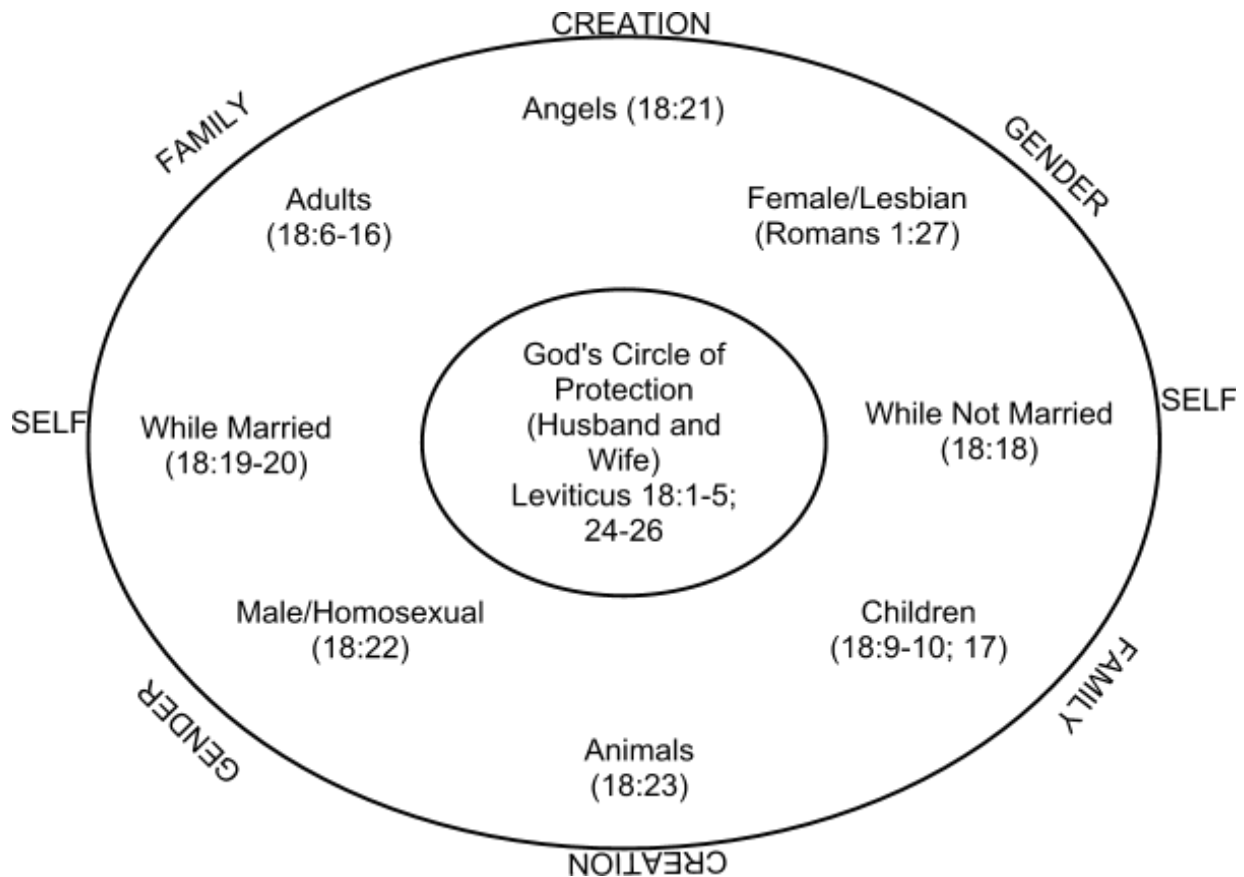 CREATION
Angels (18:21)
FAMILY
GENDER
Adults
(18:6-16)
Female/Lesbian
(Romans 1:27)
God's Circle of
Protection
(Husband and
Wife)
Leviticus 18:1-5;
24-26
SELF
While Married
(18:19-20)
While Not Married
(18:18)
SELF
Male/Homosexual
(18:22)
Children
(18:9-10; 17)
GENDER
FAMILY
Animals
(18:23)
CREATION